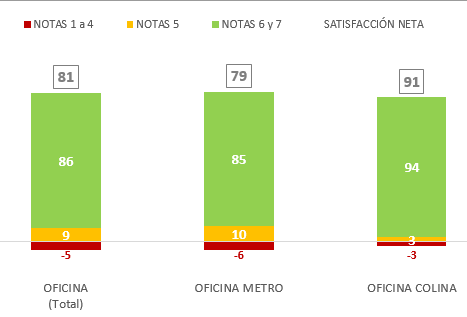 NOTAS 1 a 4 NOTAS 5 NOTAS 6 y 7 SATISFACCIÓN NETA
81 79 91
86 85 94
9 10 3
-5 -6 -3
OFICINA OFICINA METRO OFICINA COLINA
(Total)